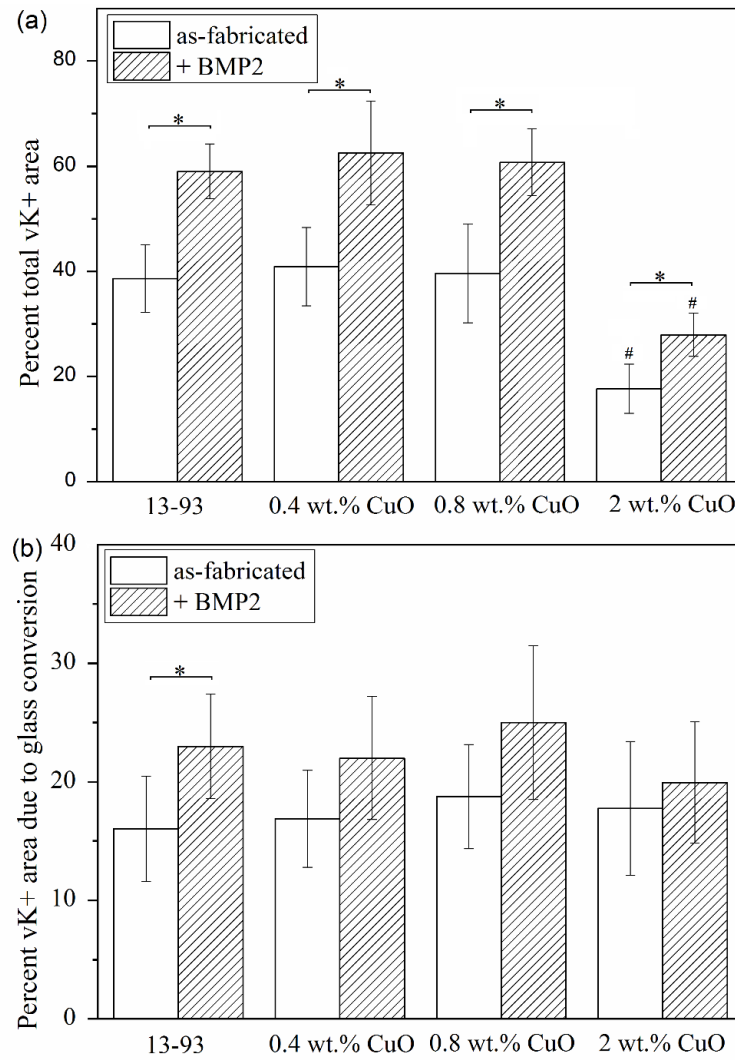 (a)
as-fabricated
+ BMP2
Percent total vK+ area
80
60
40
20
0
*
*
*
*
#
#
13-93
0.4 wt.% CuO
0.8 wt.% CuO
2 wt.% CuO
(b)
as-fabricated
+ BMP2
Percent vK+ area due to glass conversion
40
30
20
10
0
*
13-93
0.4 wt.% CuO
0.8 wt.% CuO
2 wt.% CuO